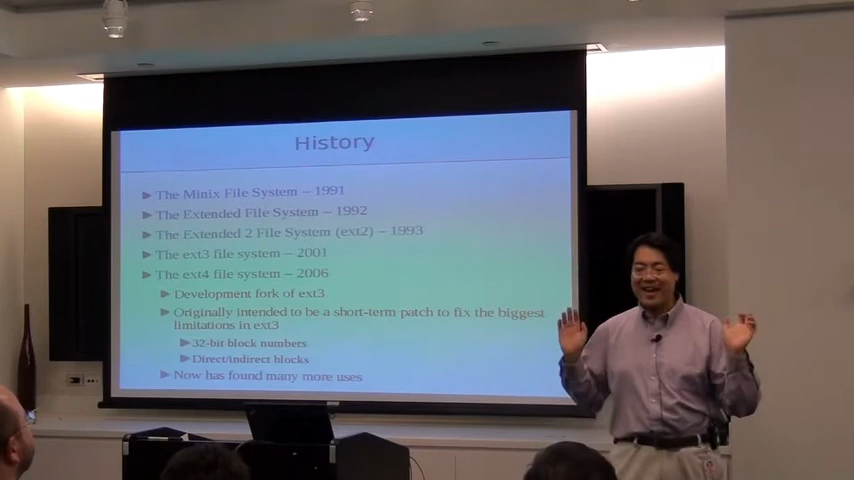 History
The Minix File System – 1991
The Extended File System – 1992
The Extended 2 File System (ext2) – 1993
The ext3 file system – 2001
The ext4 file system – 2006
Development fork of ext3
Originally intended to be a short-term patch to fix the biggest
limitations in ext3
32-bit block numbers
Direct/indirect blocks
Now has found many more uses